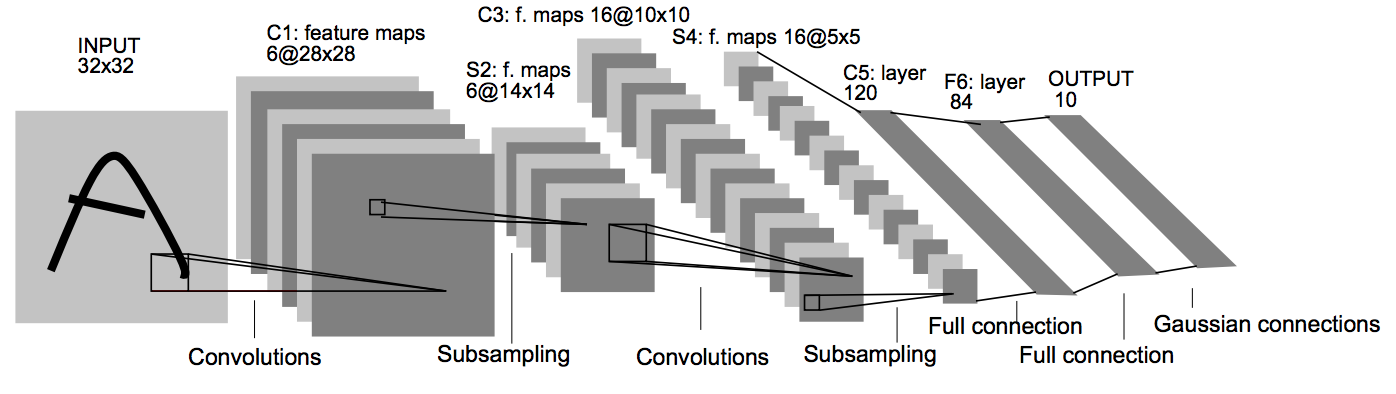 INPUT
32x32
C1: feature maps
6@28x28
S2: f. maps
6@14x14
C3: f. maps 16@10x10
S4: f. maps 16@5x5
C5: layer
120
F6: layer
84
OUTPUT
10
Convolutions
Subsampling
Convolutions
Subsampling
Full connection
Full connection
Gaussian connections